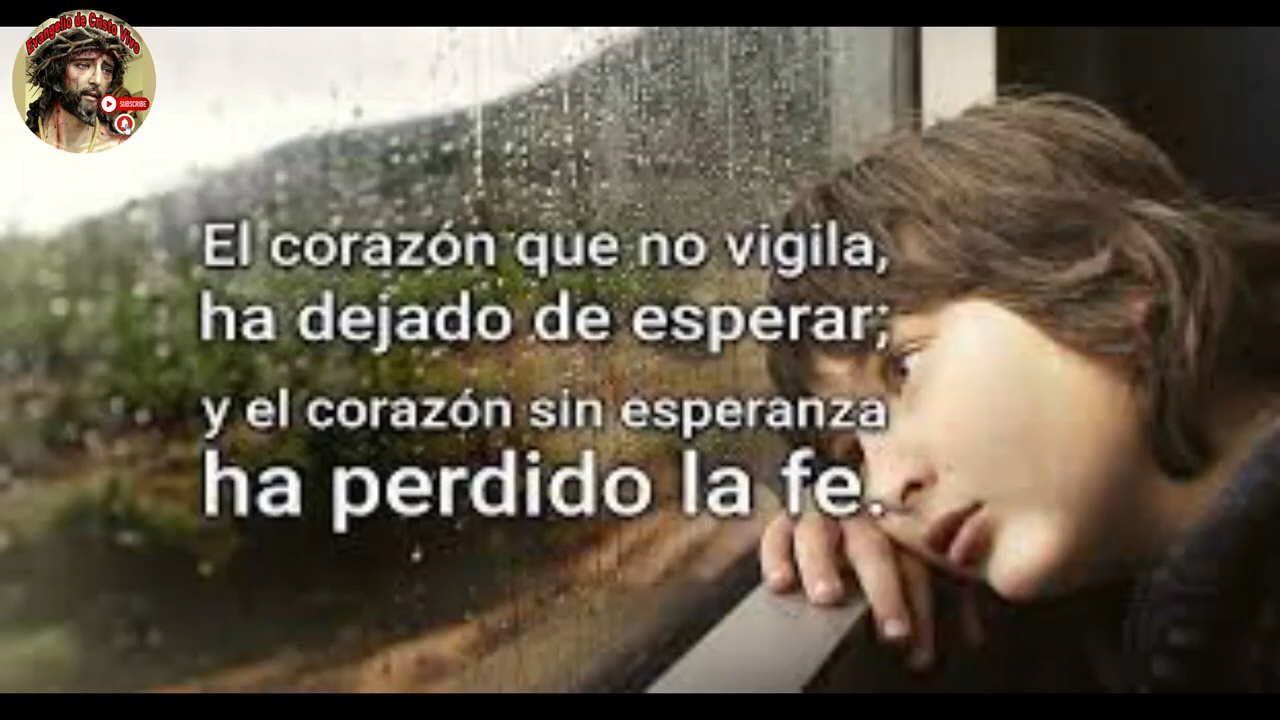 Evangelio de Cristo Vivo
SUBSCRIBE
El corazón que no vigila,
ha dejado de esperar;
y el corazón sin esperanza
ha perdido la fe.